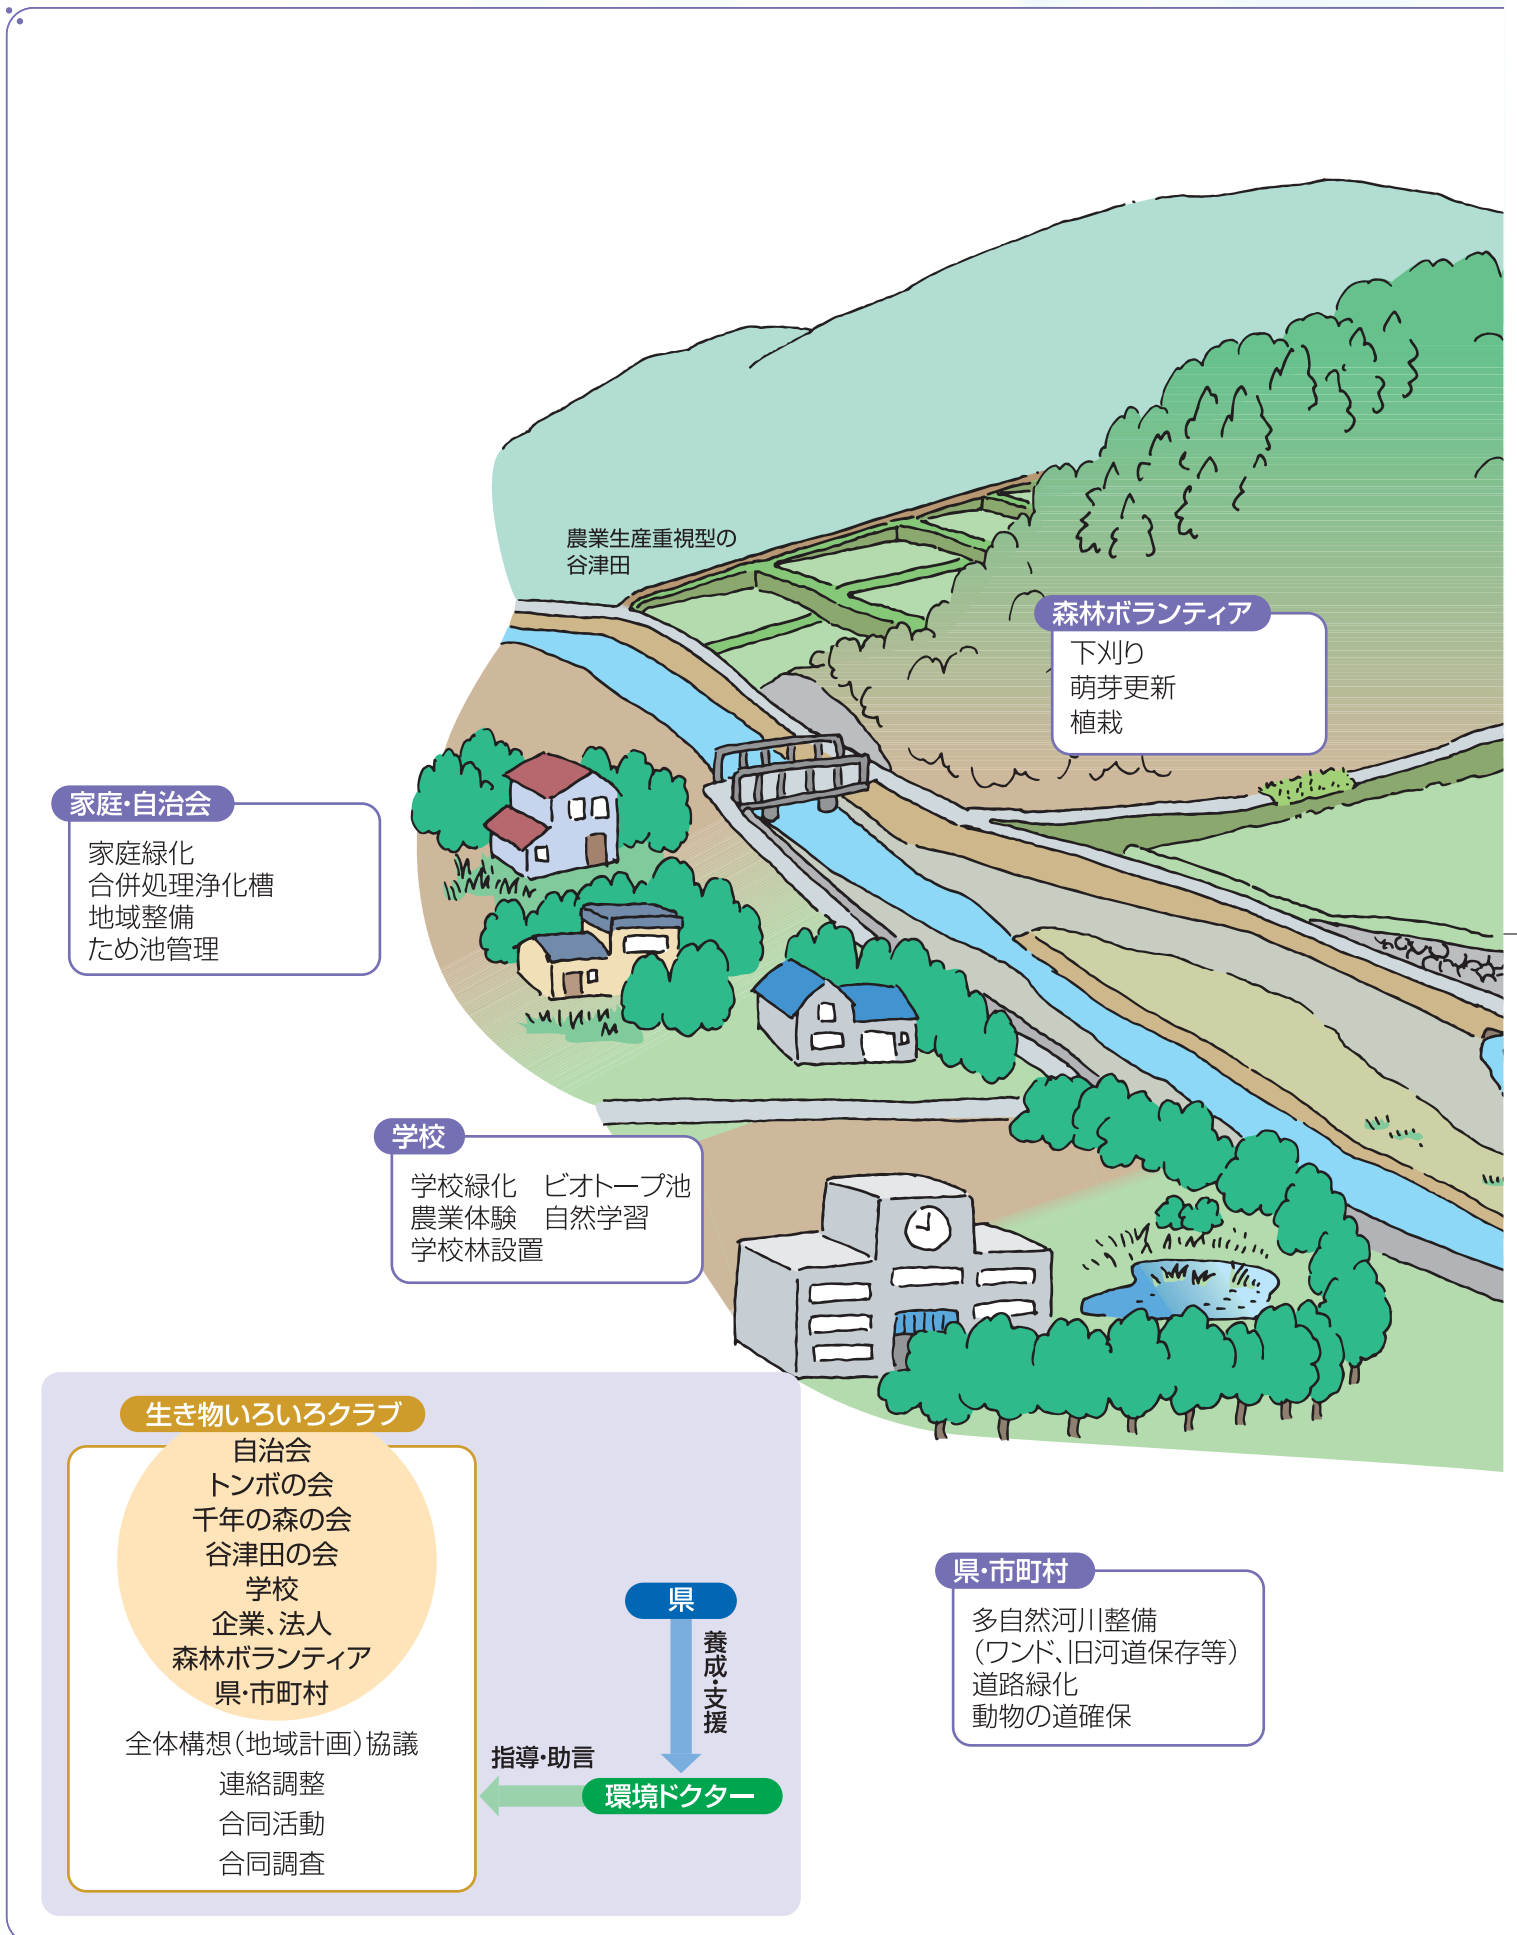 農業生産重視型の
谷津田
森林ボランティア
下刈り
萌芽更新
植栽
家庭・自治会
家庭緑化
合併処理浄化槽
地域整備
ため池管理
学校
学校緑化　ビオトープ池
農業体験　自然学習
学校林設置
生き物いろいろクラブ
自治会
トンボの会
千年の森の会
谷津田の会
学校
企業、法人
森林ボランティア
県・市町村
全体構想（地域計画）協議
連絡調整
合同活動
合同調査
県
養成・支援
指導・助言
環境ドクター
県・市町村
多自然河川整備
（ワンド、旧河道保存等）
道路緑化
動物の道確保